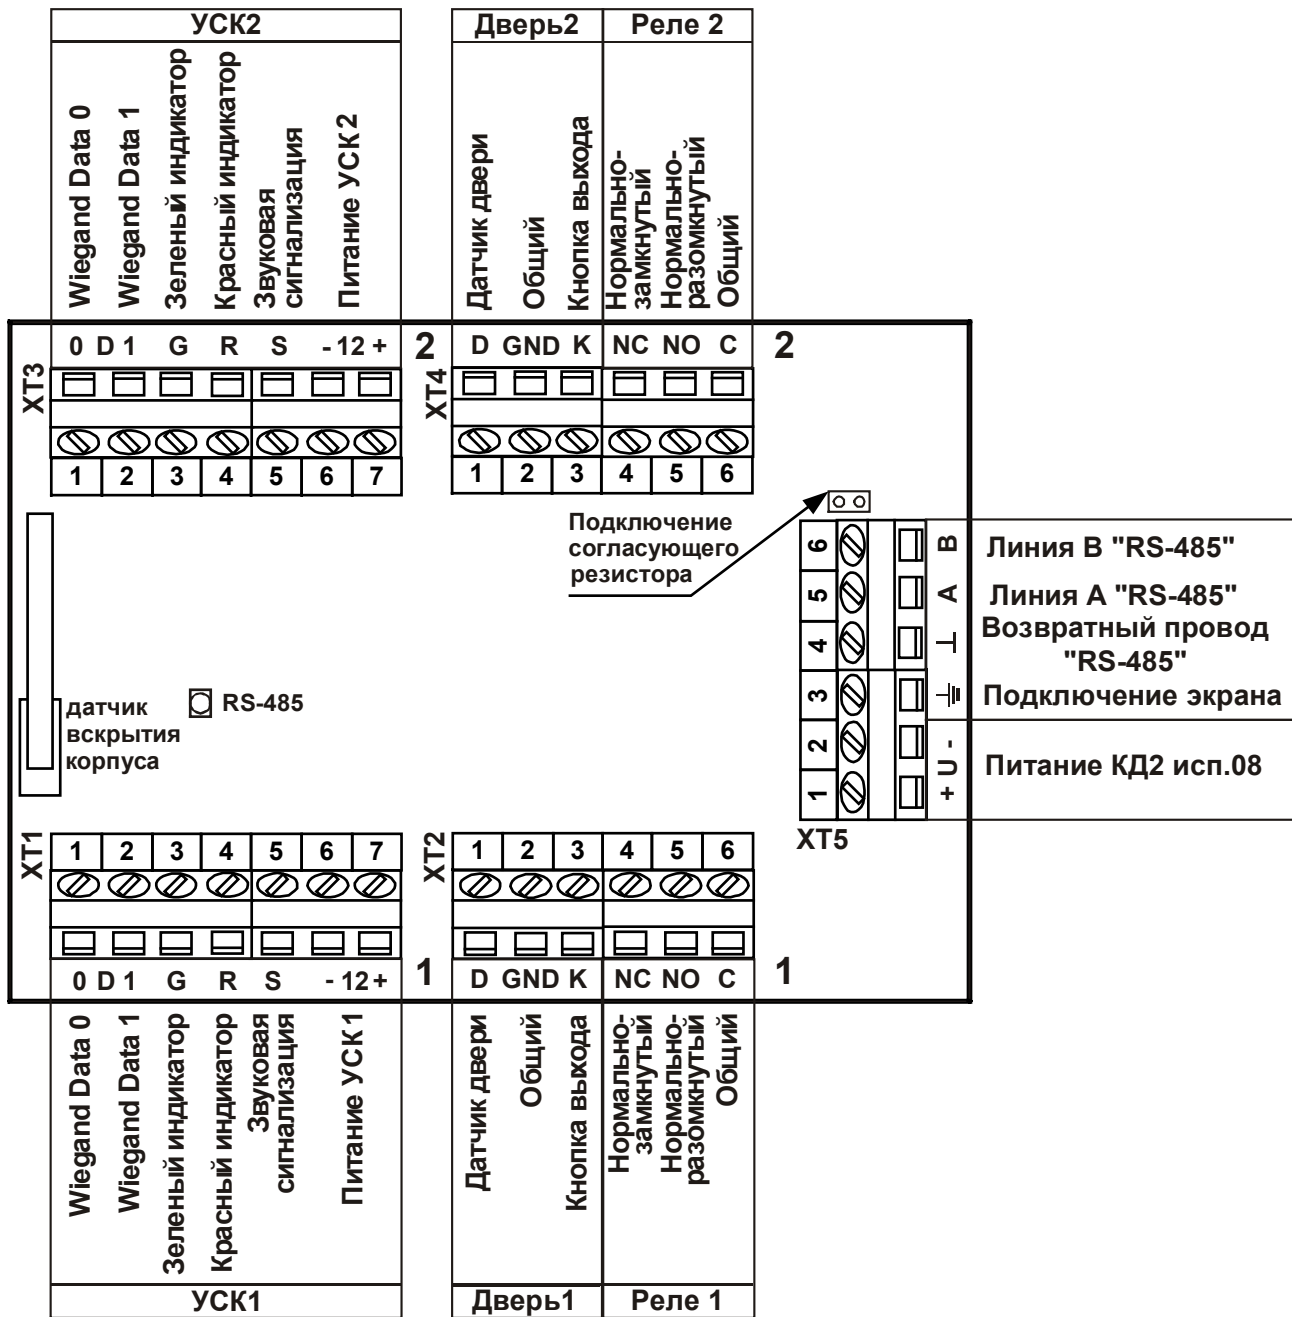 УСК2
Дверь2
Реле 2
Wiegand Data 0
Wiegand Data 1
Зеленый индикатор
Красный индикатор
Звуковая
сигнализация
Питание УСК2
Датчик двери
Общий
Кнопка выхода
Нормально-
замкнутый
Нормально-
разомкнутый
Общий
0 D 1 G R S - 12 +
2
D GND K NC NO C
2
XT3
XT4
1 2 3 4 5 6 7
1 2 3 4 5 6
Подключение
согласующего
резистора
6 B Линия B "RS-485"
5 A Линия A "RS-485"
4 ⊥ Возвратный провод
"RS-485"
3 Подключение экрана
2 -
U Питание КД2 исп.08
1 +
XT5
датчик
вскрытия
корпуса
RS-485
XT1
XT2
1 2 3 4 5 6 7
1 2 3 4 5 6
0 D 1 G R S - 12 +
1
D GND K NC NO C
1
Wiegand Data 0
Wiegand Data 1
Зеленый индикатор
Красный индикатор
Звуковая
сигнализация
Питание УСК1
Датчик двери
Общий
Кнопка выхода
Нормально-
замкнутый
Нормально-
разомкнутый
Общий
УСК1
Дверь1
Реле 1